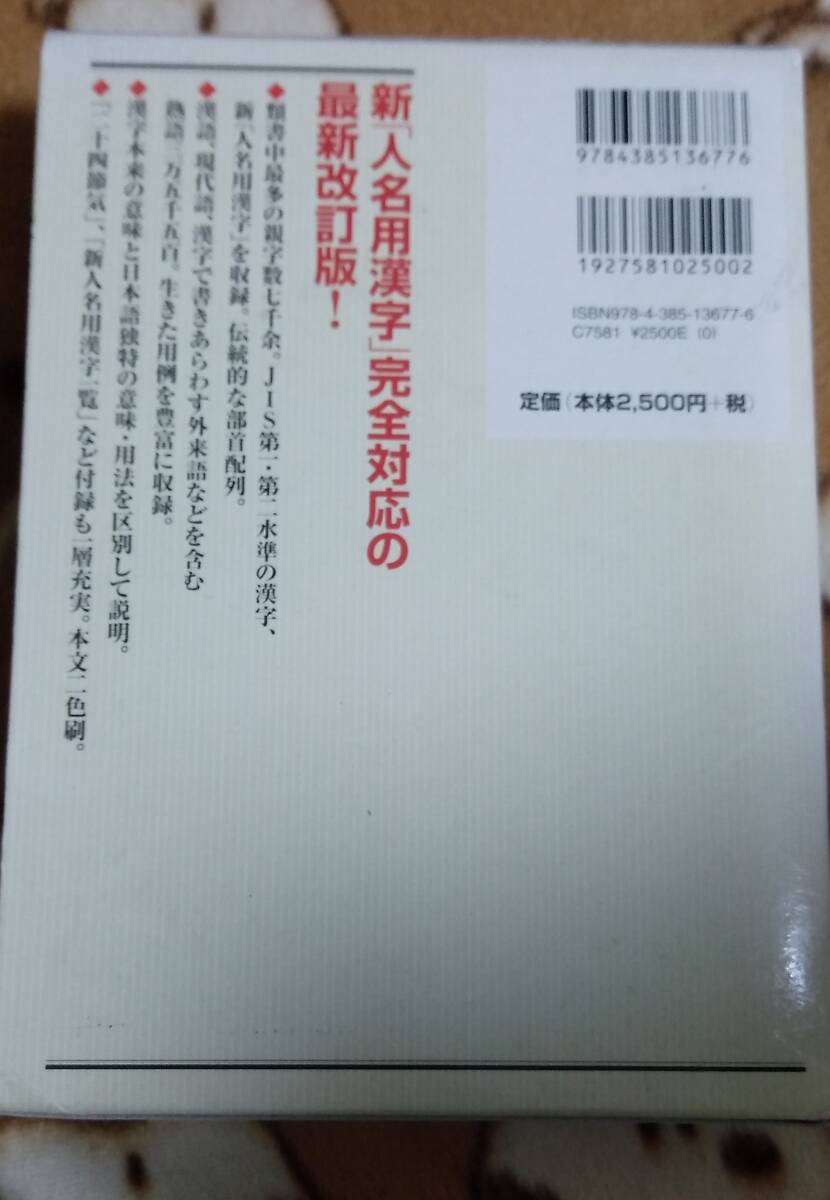 9784385136776
1927581025002
ISBN978-4-385-13677-6
C7581 ¥2500E (0)
定価(本体2,500円+税)
新「人名用漢字」完全対応の
最新改訂版!
◆類書中最多の親字数七千余。JIS第一・第二水準の漢字、
新「人名用漢字」を収録。伝統的な部首配列。
◆漢語、現代語、漢字で書きあらわす外来語などを含む
熟語三万五千五百。生きた用例を豊富に収録。
◆漢字本来の意味と日本語独特の意味・用法を区別して説明。
◆「二十四節気」、「新人名用漢字一覧」など付録も一層充実。本文二色刷。